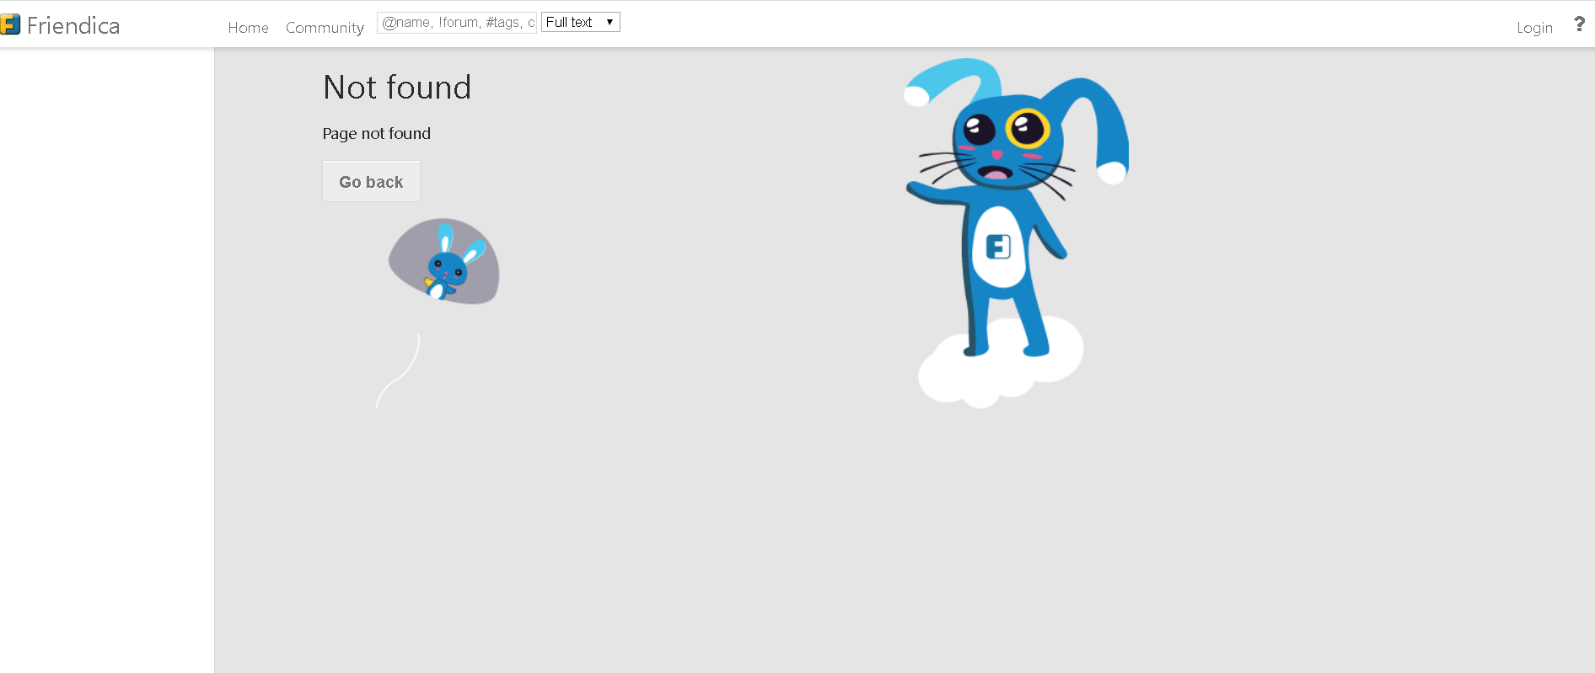 Friendica
Home
Community
@name, !forum, #tags, c
Full text
Login
?
Not found
Page not found
Go back